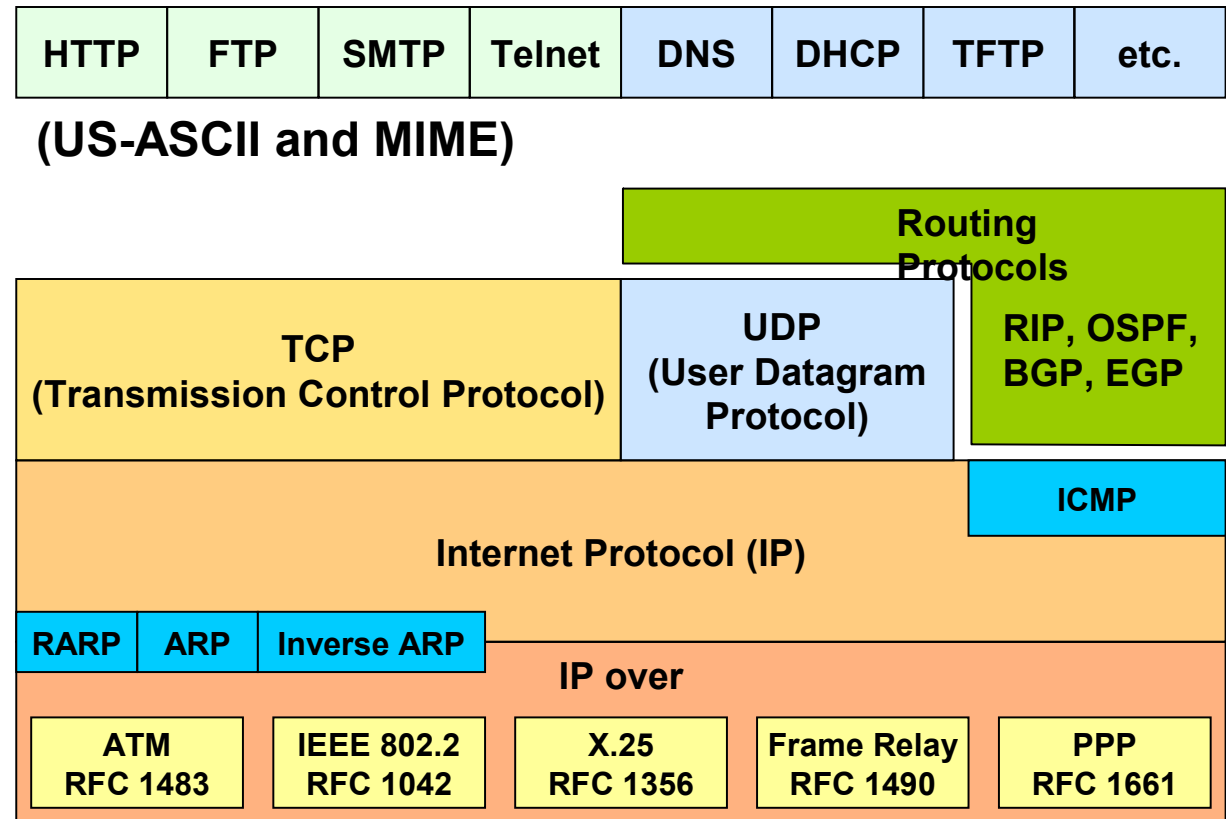 HTTP FTP SMTP Telnet DNS DHCP TFTP etc.
(US-ASCII and MIME)
Routing
Protocols
RIP, OSPF,
BGP, EGP
TCP
(Transmission Control Protocol)
UDP
(User Datagram
Protocol)
ICMP
Internet Protocol (IP)
RARP ARP Inverse ARP
IP over
ATM
RFC 1483
IEEE 802.2
RFC 1042
X.25
RFC 1356
Frame Relay
RFC 1490
PPP
RFC 1661